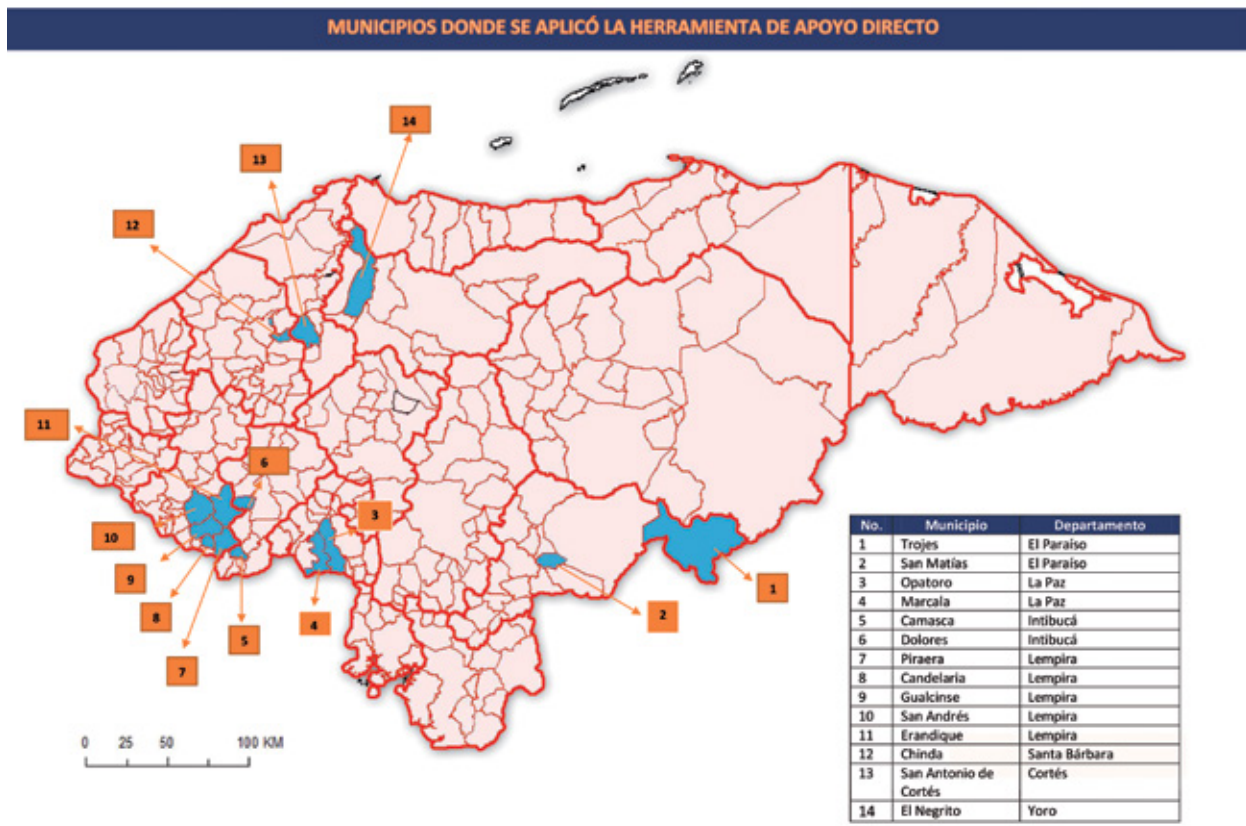 MUNICIPIOS DONDE SE APLICÓ LA HERRAMIENTA DE APOYO DIRECTO
14
13
12
11
6
3
10
9
8
7
5
4
2
1
0 25 50 100 KM
No. Municipio Departamento
1 Trojes El Paraíso
2 San Matías El Paraíso
3 Opatoro La Paz
4 Marcala La Paz
5 Camasca Intibucá
6 Dolores Intibucá
7 Piraera Lempira
8 Candelaria Lempira
9 Gualcinse Lempira
10 San Andrés Lempira
11 Erandique Lempira
12 Chinda Santa Bárbara
13 San Antonio de Cortés
Cortés
14 El Negrito Yoro